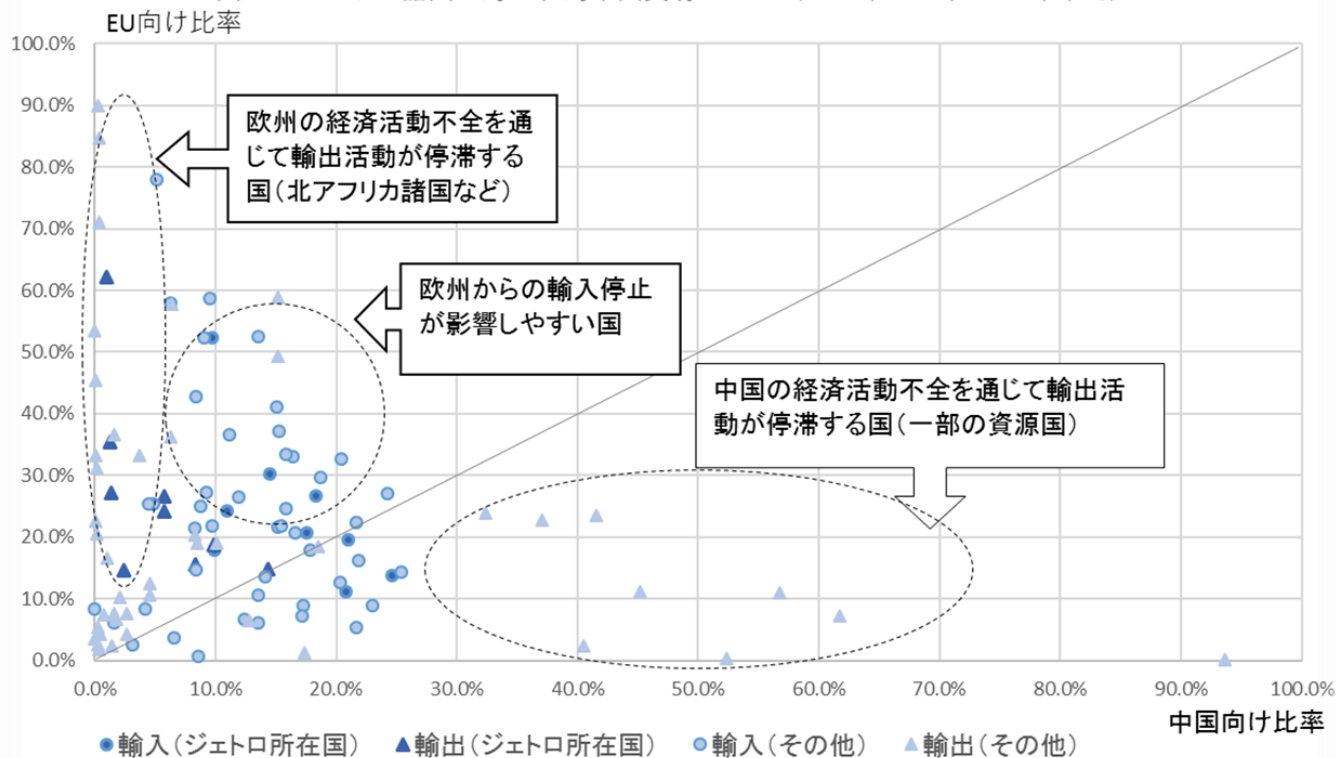 EU向け比率
100.0%
90.0%
80.0%
70.0%
60.0%
50.0%
40.0%
30.0%
20.0%
10.0%
0.0%
欧州の経済活動不全を通
じて輸出活動が停滞する
国（北アフリカ諸国など）
欧州からの輸入停止
が影響しやすい国
中国の経済活動不全を通じて輸出活
動が停滞する国（一部の資源国）
0.0% 10.0% 20.0% 30.0% 40.0% 50.0% 60.0% 70.0% 80.0% 90.0% 100.0%
中国向け比率
輸入（ジェトロ所在国） 輸出（ジェトロ所在国） 輸入（その他） 輸出（その他）